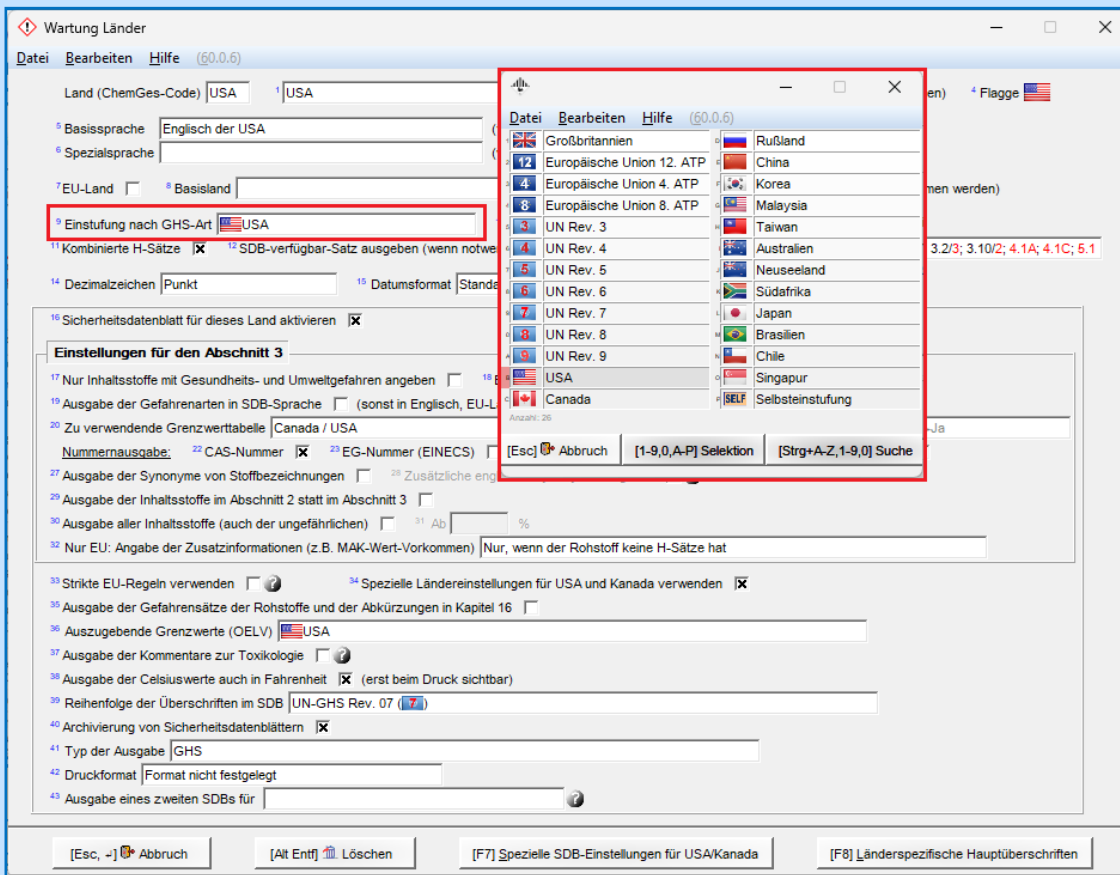 Wartung Länder
Datei Bearbeiten Hilfe (60.0.6)
Land (ChemGes-Code) USA 1 USA en) 4 Flagge
5 Basissprache Englisch der USA
6 Spezialsprache
7 EU-Land 8 Basisland men werden)
9 Einstufung nach GHS-Art USA
11 Kombinierte H-Sätze 12 SDB-verfügbar-Satz ausgeben (wenn notwe 3.2/3; 3.10/2; 4.1A; 4.1C; 5.1
14 Dezimalzeichen Punkt 15 Datumsformat Standa
16 Sicherheitsdatenblatt für dieses Land aktivieren
Einstellungen für den Abschnitt 3
17 Nur Inhaltsstoffe mit Gesundheits- und Umweltgefahren angeben 18
19 Ausgabe der Gefahrenarten in SDB-Sprache (sonst in Englisch, EU-L
20 Zu verwendende Grenzwerttabelle Canada / USA -Ja
Nummernausgabe: 22 CAS-Nummer 23 EG-Nummer (EINECS)
27 Ausgabe der Synonyme von Stoffbezeichnungen 28 Zusätzliche eng
29 Ausgabe der Inhaltsstoffe im Abschnitt 2 statt im Abschnitt 3
30 Ausgabe aller Inhaltsstoffe (auch der ungefährlichen) 31 Ab %
32 Nur EU: Angabe der Zusatzinformationen (z.B. MAK-Wert-Vorkommen) Nur, wenn der Rohstoff keine H-Sätze hat
33 Strikte EU-Regeln verwenden ? 34 Spezielle Ländereinstellungen für USA und Kanada verwenden
35 Ausgabe der Gefahrensätze der Rohstoffe und der Abkürzungen in Kapitel 16
36 Auszugebende Grenzwerte (OELV) USA
37 Ausgabe der Kommentare zur Toxikologie ?
38 Ausgabe der Celsiuswerte auch in Fahrenheit (erst beim Druck sichtbar)
39 Reihenfolge der Überschriften im SDB UN-GHS Rev. 07 (7)
40 Archivierung von Sicherheitsdatenblättern
41 Typ der Ausgabe GHS
42 Druckformat Format nicht festgelegt
43 Ausgabe eines zweiten SDBs für ?
[Esc, ↵] Abbruch [Alt Entf] Löschen [F7] Spezielle SDB-Einstellungen für USA/Kanada [F8] Länderspezifische Hauptüberschriften
Datei Bearbeiten Hilfe (60.0.6)
Großbritannien Rußland
12 Europäische Union 12. ATP China
4 Europäische Union 4. ATP Korea
8 Europäische Union 8. ATP Malaysia
3 UN Rev. 3 Taiwan
4 UN Rev. 4 Australien
5 UN Rev. 5 Neuseeland
6 UN Rev. 6 Südafrika
7 UN Rev. 7 Japan
8 UN Rev. 8 Brasilien
9 UN Rev. 9 Chile
USA Singapur
Canada SELF Selbsteinstufung
Anzahl: 26
[Esc] Abbruch [1-9,0,A-P] Selektion [Strg+A-Z,1-9,0] Suche